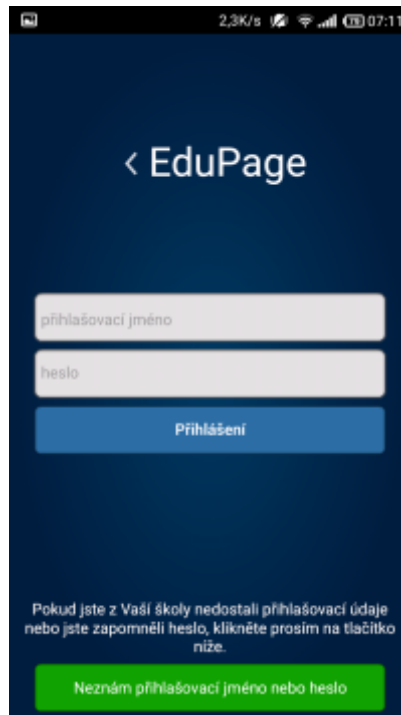 2,3K/s 79 07:11
< EduPage
přihlašovací jméno
heslo
Přihlášení
Pokud jste z Vaší školy nedostali přihlašovací údaje
nebo jste zapomněli heslo, klikněte prosím na tlačítko
níže.
Neznám přihlašovací jméno nebo heslo